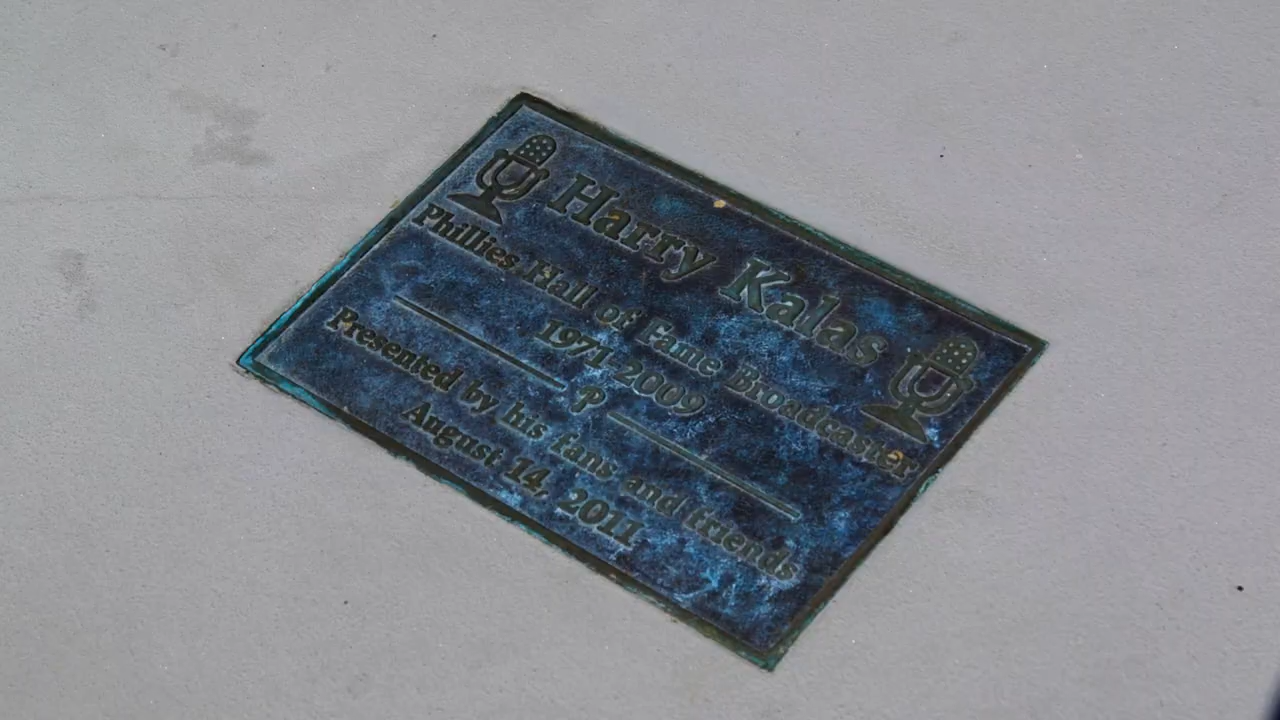 Harry Kalas
Phillies Hall of Fame Broadcaster
1971-2009
P
Presented by his fans and friends
August 14, 2011